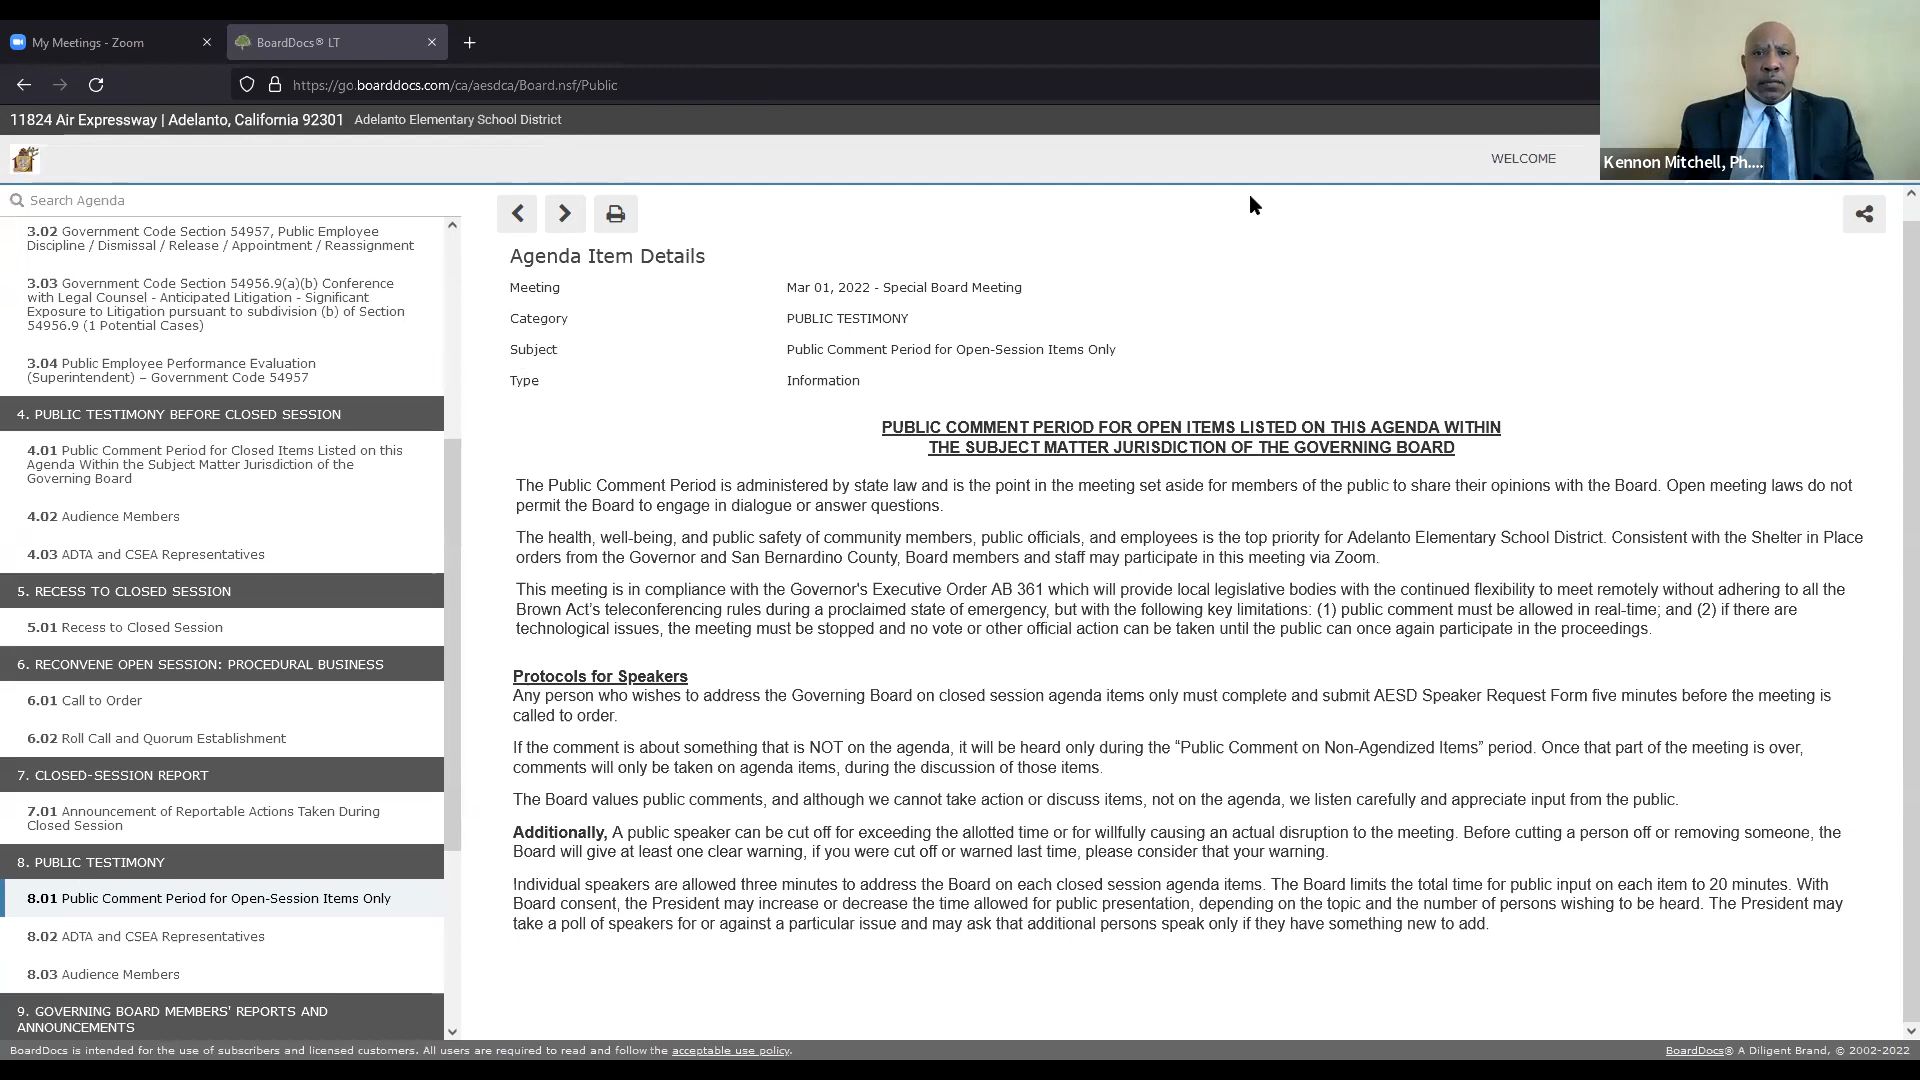 My Meetings - Zoom
BoardDocs® LT
https://go.boarddocs.com/ca/aesdca/Board.nsf/Public
11824 Air Expressway | Adelanto, California 92301 Adelanto Elementary School District
WELCOME
Kennon Mitchell, Ph....
Search Agenda
3.02 Government Code Section 54957, Public Employee
Discipline / Dismissal / Release / Appointment / Reassignment
3.03 Government Code Section 54956.9(a)(b) Conference
with Legal Counsel - Anticipated Litigation - Significant
Exposure to Litigation pursuant to subdivision (b) of Section
54956.9 (1 Potential Cases)
3.04 Public Employee Performance Evaluation
(Superintendent) – Government Code 54957
4. PUBLIC TESTIMONY BEFORE CLOSED SESSION
4.01 Public Comment Period for Closed Items Listed on this
Agenda Within the Subject Matter Jurisdiction of the
Governing Board
4.02 Audience Members
4.03 ADTA and CSEA Representatives
5. RECESS TO CLOSED SESSION
5.01 Recess to Closed Session
6. RECONVENE OPEN SESSION: PROCEDURAL BUSINESS
6.01 Call to Order
6.02 Roll Call and Quorum Establishment
7. CLOSED-SESSION REPORT
7.01 Announcement of Reportable Actions Taken During
Closed Session
8. PUBLIC TESTIMONY
8.01 Public Comment Period for Open-Session Items Only
8.02 ADTA and CSEA Representatives
8.03 Audience Members
9. GOVERNING BOARD MEMBERS' REPORTS AND
ANNOUNCEMENTS
Agenda Item Details
Meeting Mar 01, 2022 - Special Board Meeting
Category PUBLIC TESTIMONY
Subject Public Comment Period for Open-Session Items Only
Type Information
PUBLIC COMMENT PERIOD FOR OPEN ITEMS LISTED ON THIS AGENDA WITHIN
THE SUBJECT MATTER JURISDICTION OF THE GOVERNING BOARD
The Public Comment Period is administered by state law and is the point in the meeting set aside for members of the public to share their opinions with the Board. Open meeting laws do not
permit the Board to engage in dialogue or answer questions.
The health, well-being, and public safety of community members, public officials, and employees is the top priority for Adelanto Elementary School District. Consistent with the Shelter in Place
orders from the Governor and San Bernardino County, Board members and staff may participate in this meeting via Zoom.
This meeting is in compliance with the Governor's Executive Order AB 361 which will provide local legislative bodies with the continued flexibility to meet remotely without adhering to all the
Brown Act's teleconferencing rules during a proclaimed state of emergency, but with the following key limitations: (1) public comment must be allowed in real-time; and (2) if there are
technological issues, the meeting must be stopped and no vote or other official action can be taken until the public can once again participate in the proceedings.
Protocols for Speakers
Any person who wishes to address the Governing Board on closed session agenda items only must complete and submit AESD Speaker Request Form five minutes before the meeting is
called to order.
If the comment is about something that is NOT on the agenda, it will be heard only during the “Public Comment on Non-Agendized Items” period. Once that part of the meeting is over,
comments will only be taken on agenda items, during the discussion of those items.
The Board values public comments, and although we cannot take action or discuss items, not on the agenda, we listen carefully and appreciate input from the public.
Additionally, A public speaker can be cut off for exceeding the allotted time or for willfully causing an actual disruption to the meeting. Before cutting a person off or removing someone, the
Board will give at least one clear warning, if you were cut off or warned last time, please consider that your warning.
Individual speakers are allowed three minutes to address the Board on each closed session agenda items. The Board limits the total time for public input on each item to 20 minutes. With
Board consent, the President may increase or decrease the time allowed for public presentation, depending on the topic and the number of persons wishing to be heard. The President may
take a poll of speakers for or against a particular issue and may ask that additional persons speak only if they have something new to add.
BoardDocs is intended for the use of subscribers and licensed customers. All users are required to read and follow the acceptable use policy.
BoardDocs® A Diligent Brand, © 2002-2022